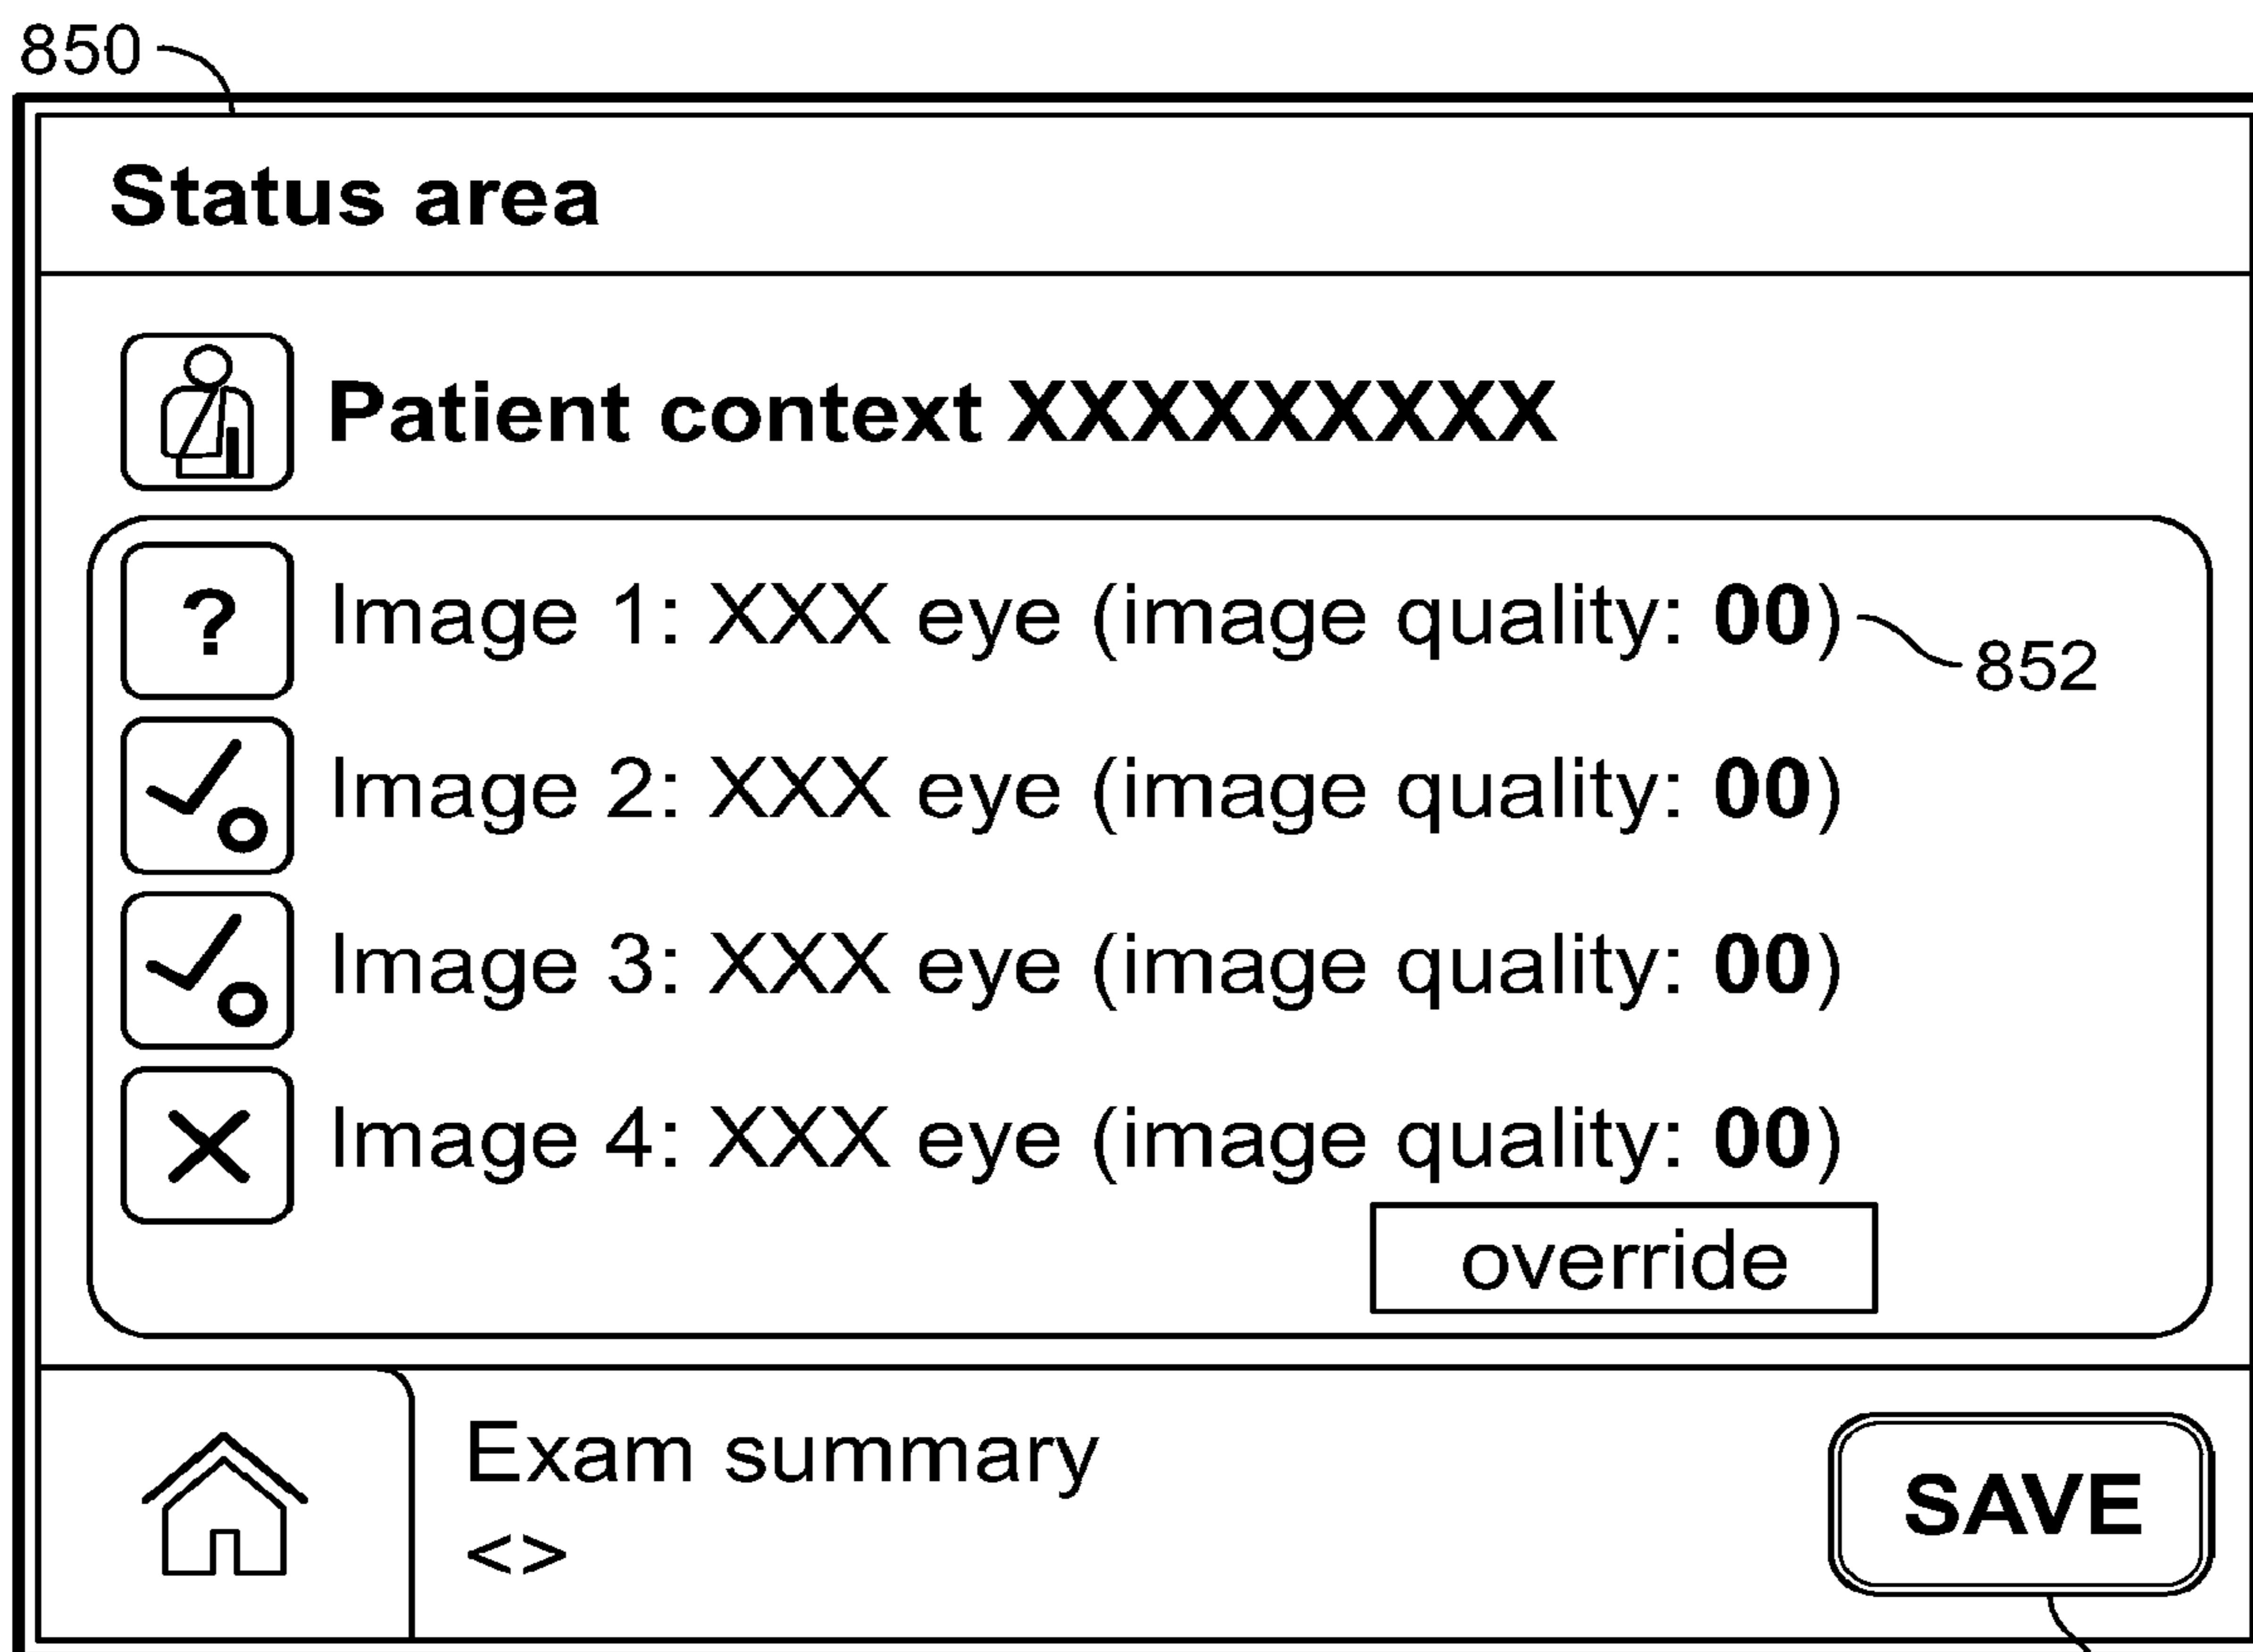 850
Status area
Patient context XXXXXXXXX
? Image 1: XXX eye (image quality: 00)
852
Image 2: XXX eye (image quality: 00)
Image 3: XXX eye (image quality: 00)
Image 4: XXX eye (image quality: 00)
override
Exam summary
<>
SAVE